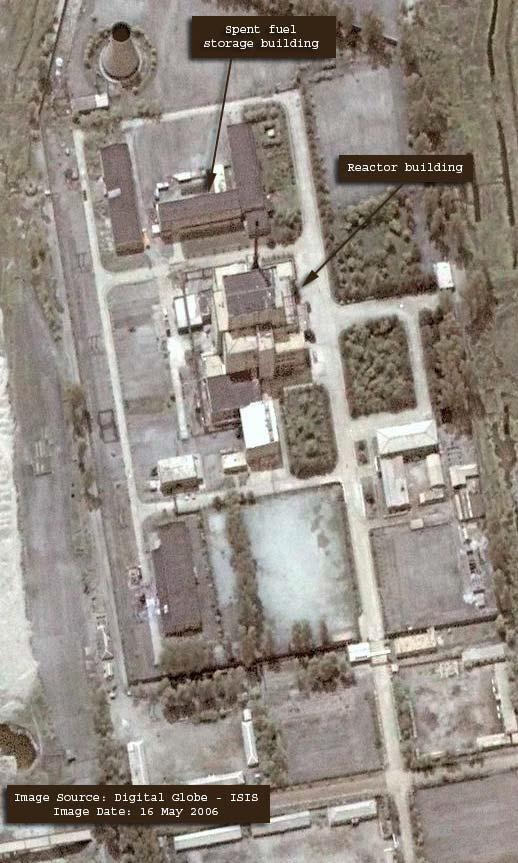 Spent fuel
storage building
Reactor building
Image Source: Digital Globe - ISIS
Image Date: 16 May 2006